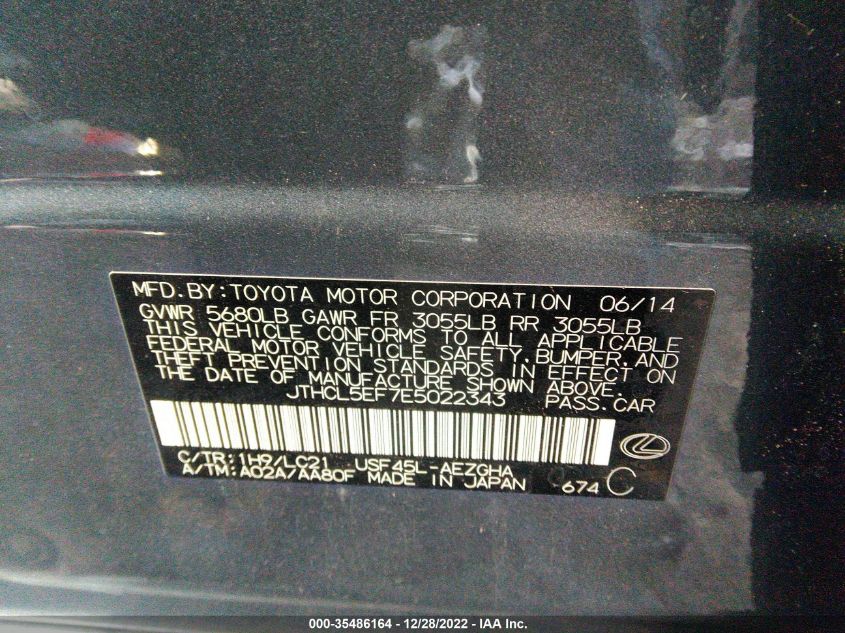 MFD.BY:TOYOTA MOTOR CORPORATION 06/14
GVWR 5680LB GAWR FR 3055LB RR 3055LB
THIS VEHICLE CONFORMS TO ALL APPLICABLE
FEDERAL MOTOR VEHICLE SAFETY,BUMPER,AND
THEFT PREVENTION STANDARDS IN EFFECT ON
THE DATE OF MANUFACTURE SHOWN ABOVE.
JTHCL5EF7E5022343 PASS.CAR
C/TR:1H9/LC21 USF45L-AEZGHA
A/TM:A02A/AA80F MADE IN JAPAN 674 C
000-35486164 - 12/28/2022 - IAA Inc.